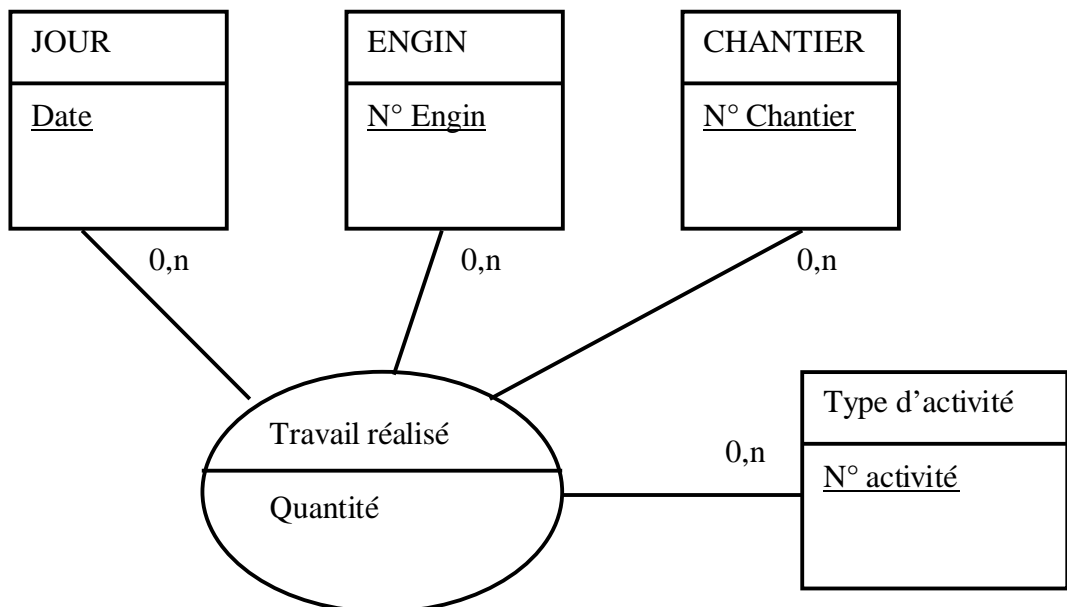 JOUR
Date
ENGIN
N° Engin
CHANTIER
N° Chantier
0,n
0,n
0,n
Travail réalisé
Quantité
0,n
Type d’activité
N° activité